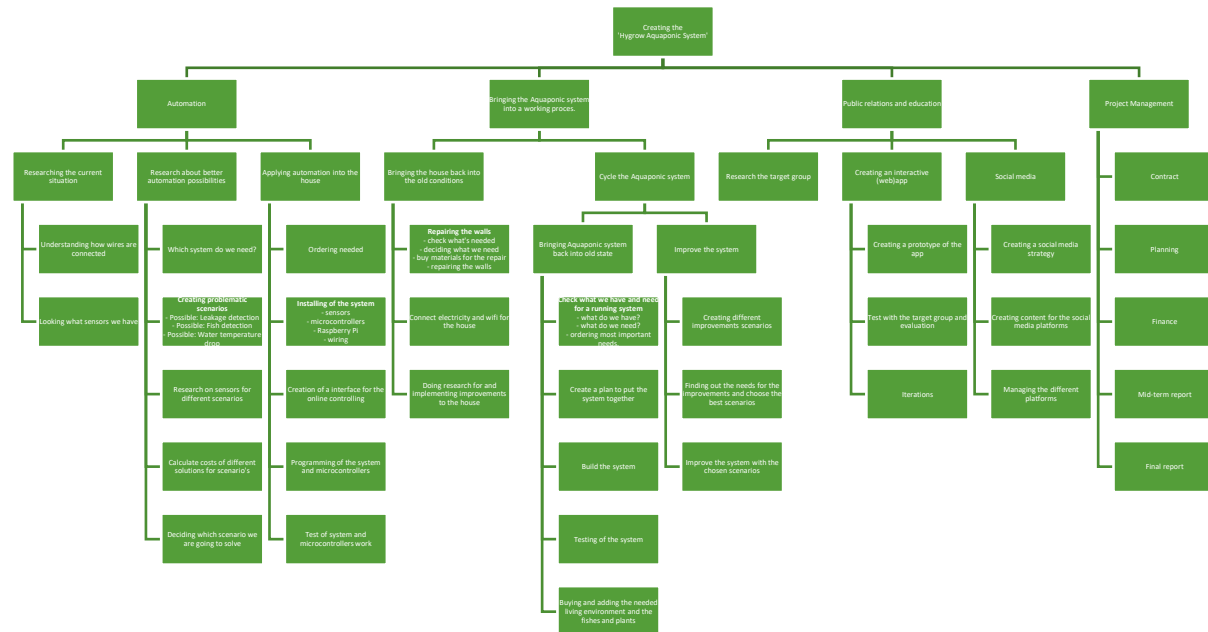 Creating the
'Hygrow Aquaponic System'
Automation
Bringing the Aquaponic system
into a working proces.
Public relations and education
Project Management
Researching the current
situation
Research about better
automation possibilities
Applying automation into the
house
Bringing the house back into
the old conditions
Cycle the Aquaponic system
Research the target group
Creating an interactive
(web)app
Social media
Contract
Understanding how wires are
connected
Which system do we need?
Ordering needed
Repairing the walls
- check what's needed
- deciding what we need
- buy materials for the repair
- repairing the walls
Bringing Aquaponic system
back into old state
Improve the system
Creating a prototype of the
app
Creating a social media
strategy
Planning
Looking what sensors we have
Creating problematic
scenarios
- Possible: Leakage detection
- Possible: Fish detection
- Possible: Water temperature
drop
Installing of the system
- sensors
- microcontrollers
- Raspberry Pi
- wiring
Connect electricity and wifi for
the house
Check what we have and need
for a running system
- what do we have?
- what do we need?
- ordering most important
needs
Creating different
improvements scenarios
Test with the target group and
evaluation
Creating content for the social
media platforms
Finance
Research on sensors for
different scenarios
Creation of a interface for the
online controlling
Doing research for and
implementing improvements
to the house
Create a plan to put the
system together
Finding out the needs for the
improvements and choose the
best scenarios
Iterations
Managing the different
platforms
Mid-term report
Calculate costs of different
solutions for scenario's
Programming of the system
and microcontrollers
Build the system
Improve the system with the
chosen scenarios
Final report
Deciding which scenario we
are going to solve
Test of system and
microcontrollers work
Testing of the system
Buying and adding the needed
living environment and the
fishes and plants